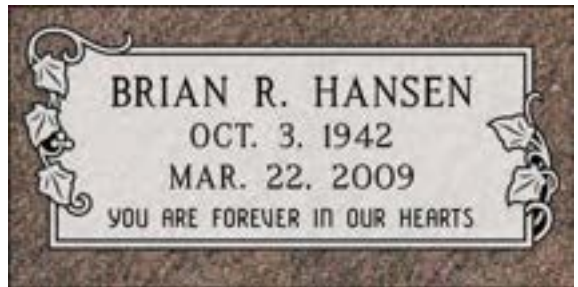 BRIAN R. HANSEN
OCT. 3, 1942
MAR. 22, 2009
YOU ARE FOREVER IN OUR HEARTS